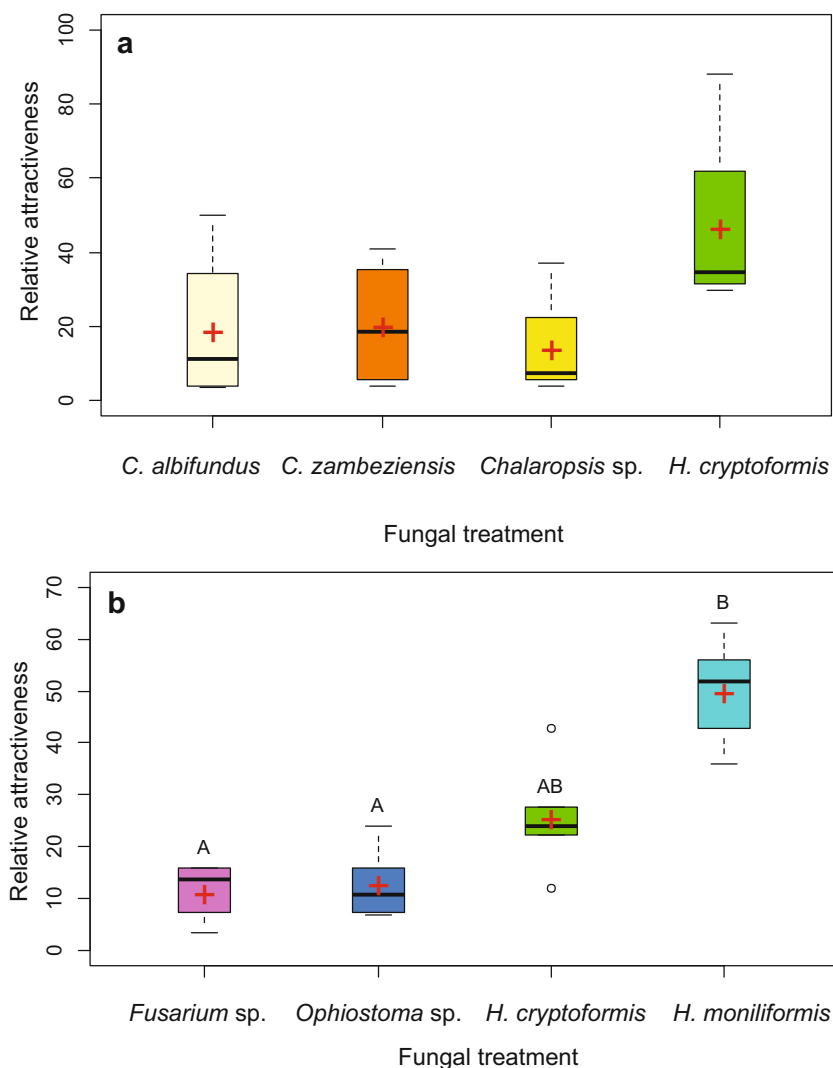 a
Relative attractiveness
100
80
60
40
20
0
C. albifundus C. zambeziensis Chalaropsis sp. H. cryptoformis
Fungal treatment
b
Relative attractiveness
70
60
50
40
30
20
10
0
A A AB B
Fusarium sp. Ophiostoma sp. H. cryptoformis H. moniliformis
Fungal treatment